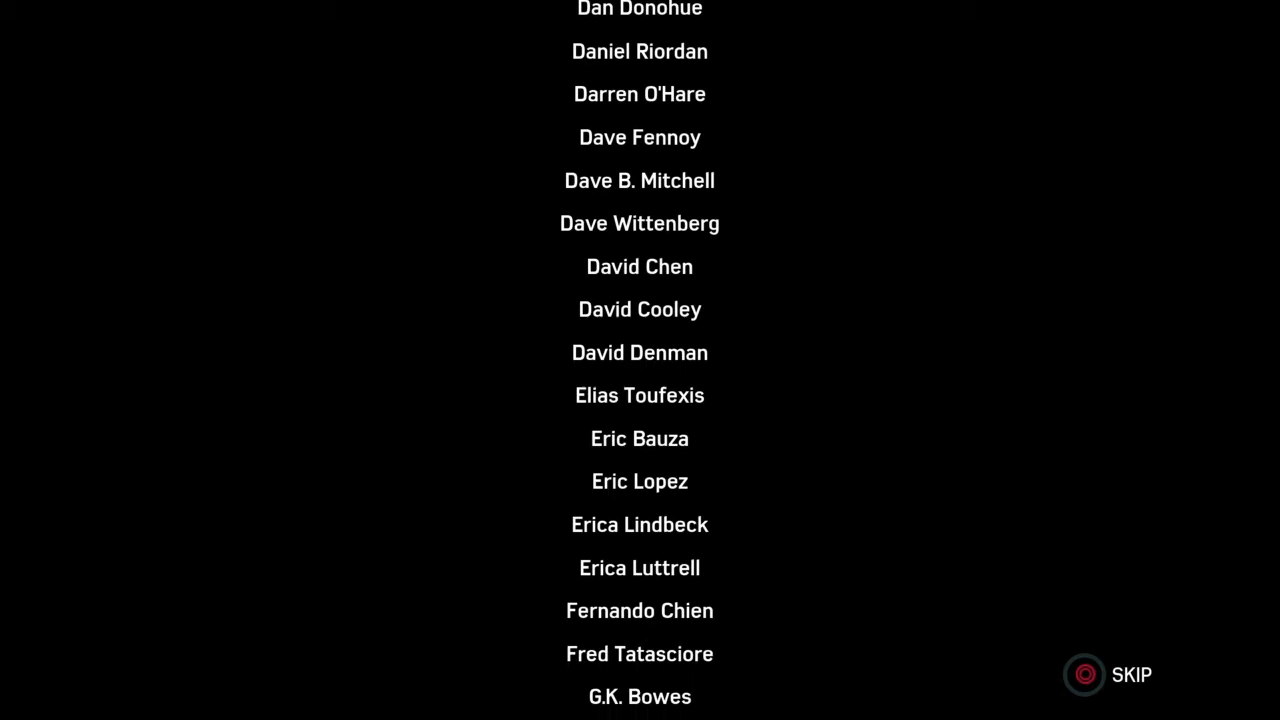 Dan Donohue
Daniel Riordan
Darren O'Hare
Dave Fennoy
Dave B. Mitchell
Dave Wittenberg
David Chen
David Cooley
David Denman
Elias Toufexis
Eric Bauza
Eric Lopez
Erica Lindbeck
Erica Luttrell
Fernando Chien
Fred Tatasciore
SKIP
G.K. Bowes